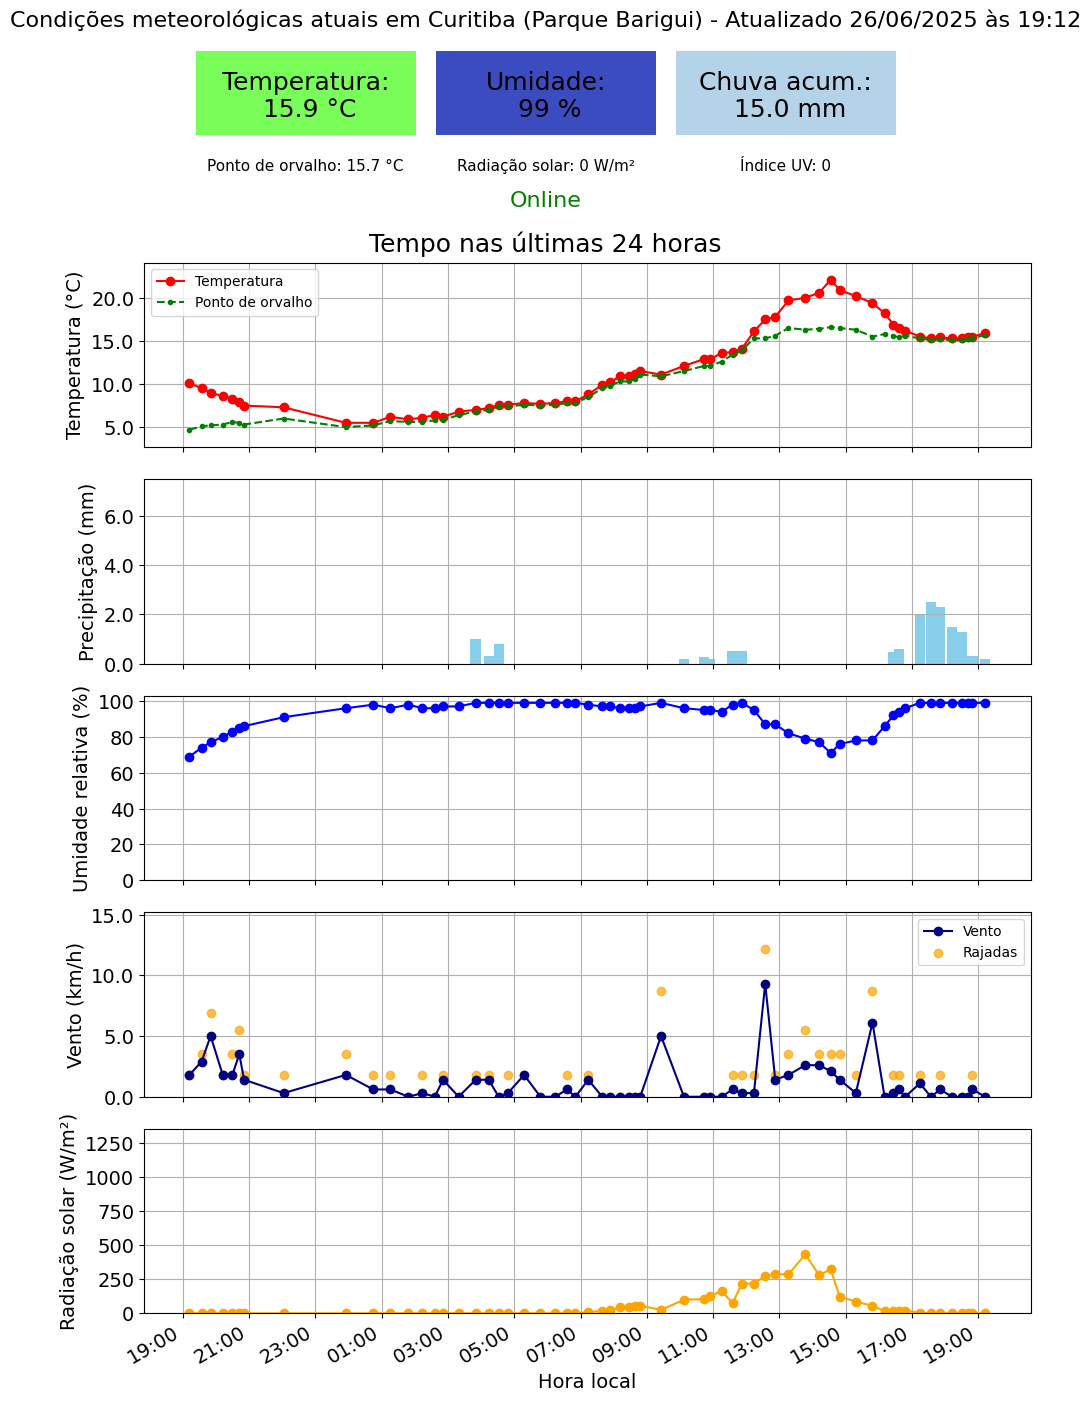 Condições meteorológicas atuais em Curitiba (Parque Barigui) - Atualizado 26/06/2025 às 19:12
Temperatura:
15.9 °C
Umidade:
99 %
Chuva acum.:
15.0 mm
Ponto de orvalho: 15.7 °C
Radiação solar: 0 W/m²
Índice UV: 0
Online
Tempo nas últimas 24 horas
Temperatura (°C)
20.0
15.0
10.0
5.0
Temperatura
Ponto de orvalho
Precipitação (mm)
6.0
4.0
2.0
0.0
Umidade relativa (%)
100
80
60
40
20
0
Vento (km/h)
15.0
10.0
5.0
0.0
Vento
Rajadas
Radiação solar (W/m²)
1250
1000
750
500
250
0
19:00
21:00
23:00
01:00
03:00
05:00
07:00
09:00
11:00
13:00
15:00
17:00
19:00
Hora local